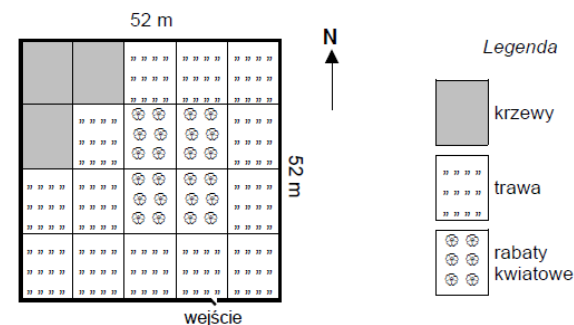 52 m
N
Legenda
krzewy
52 m
trawa
rabaty
kwiatowe
wejście